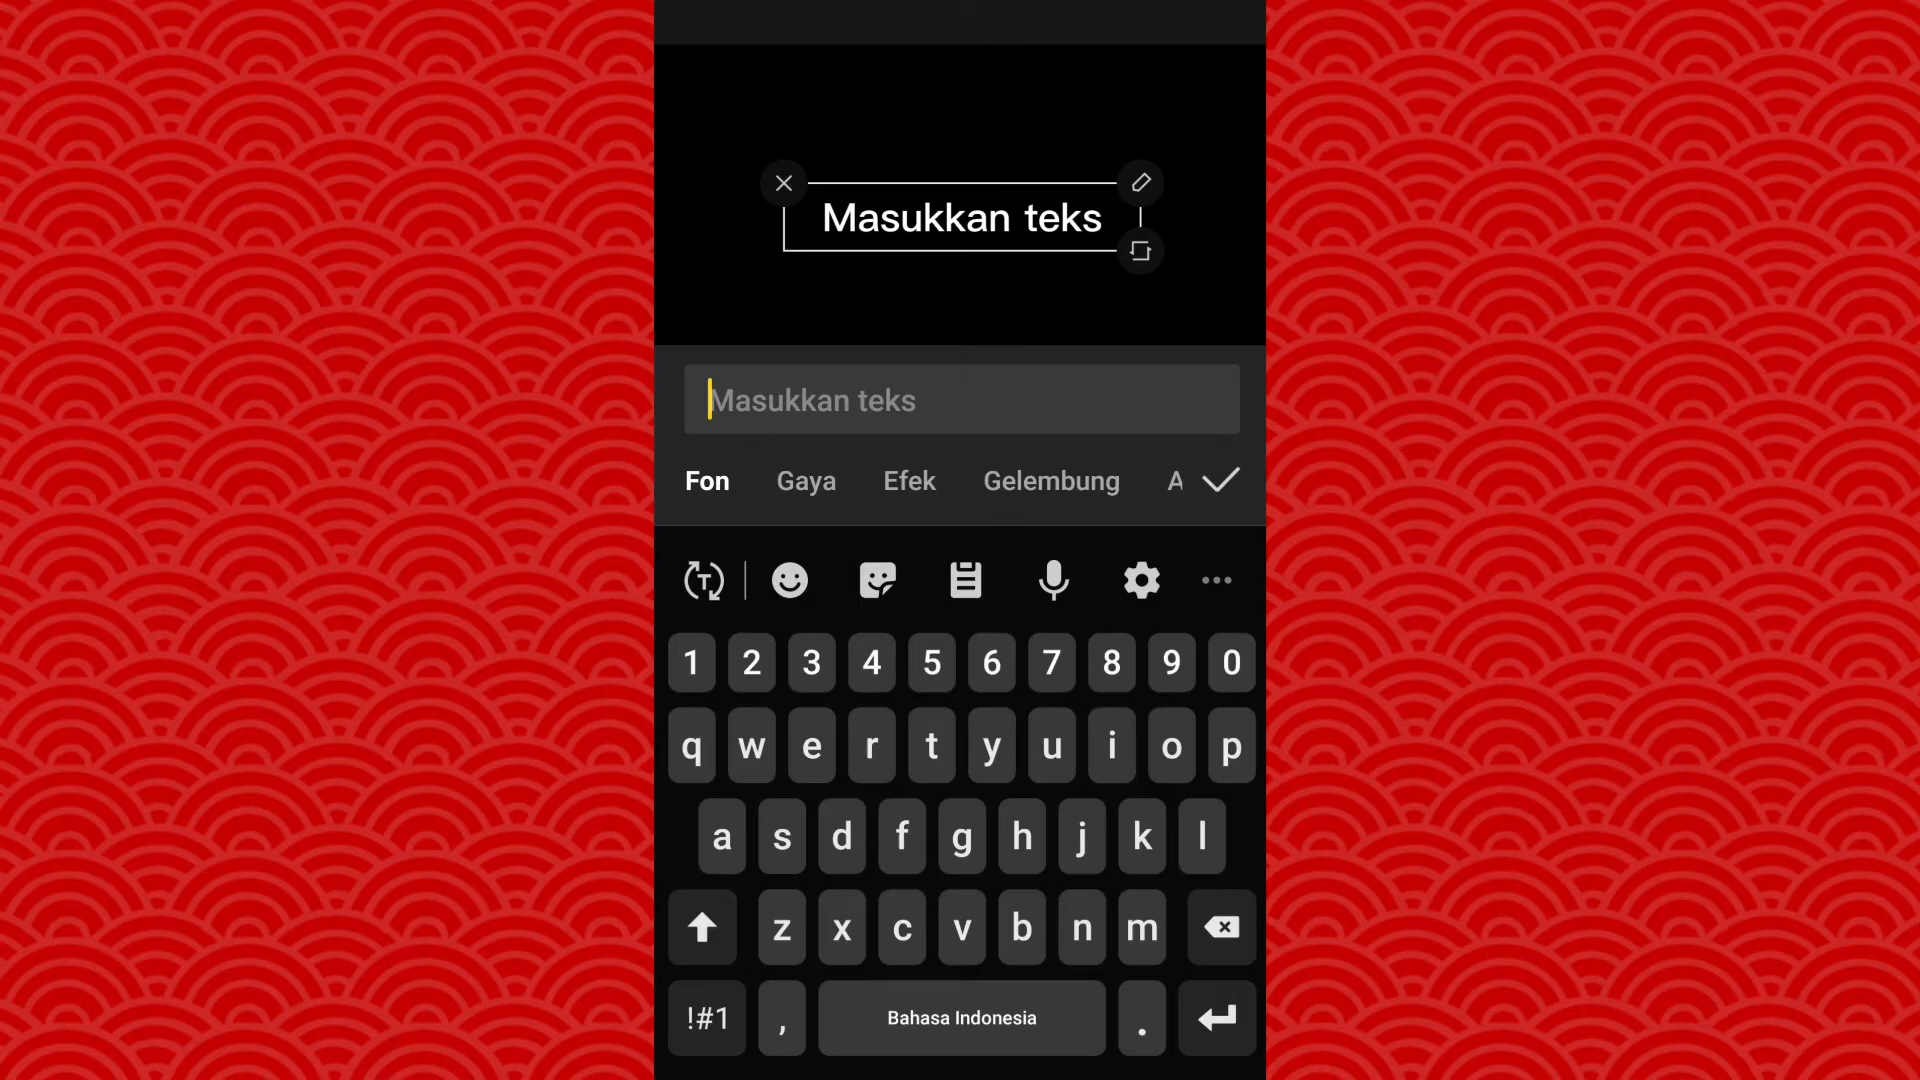 Masukkan teks
Masukkan teks
Fon Gaya Efek Gelembung A
1 2 3 4 5 6 7 8 9 0
q w e r t y u i o p
a s d f g h j k l
z x c v b n m
!#1 , Bahasa Indonesia .